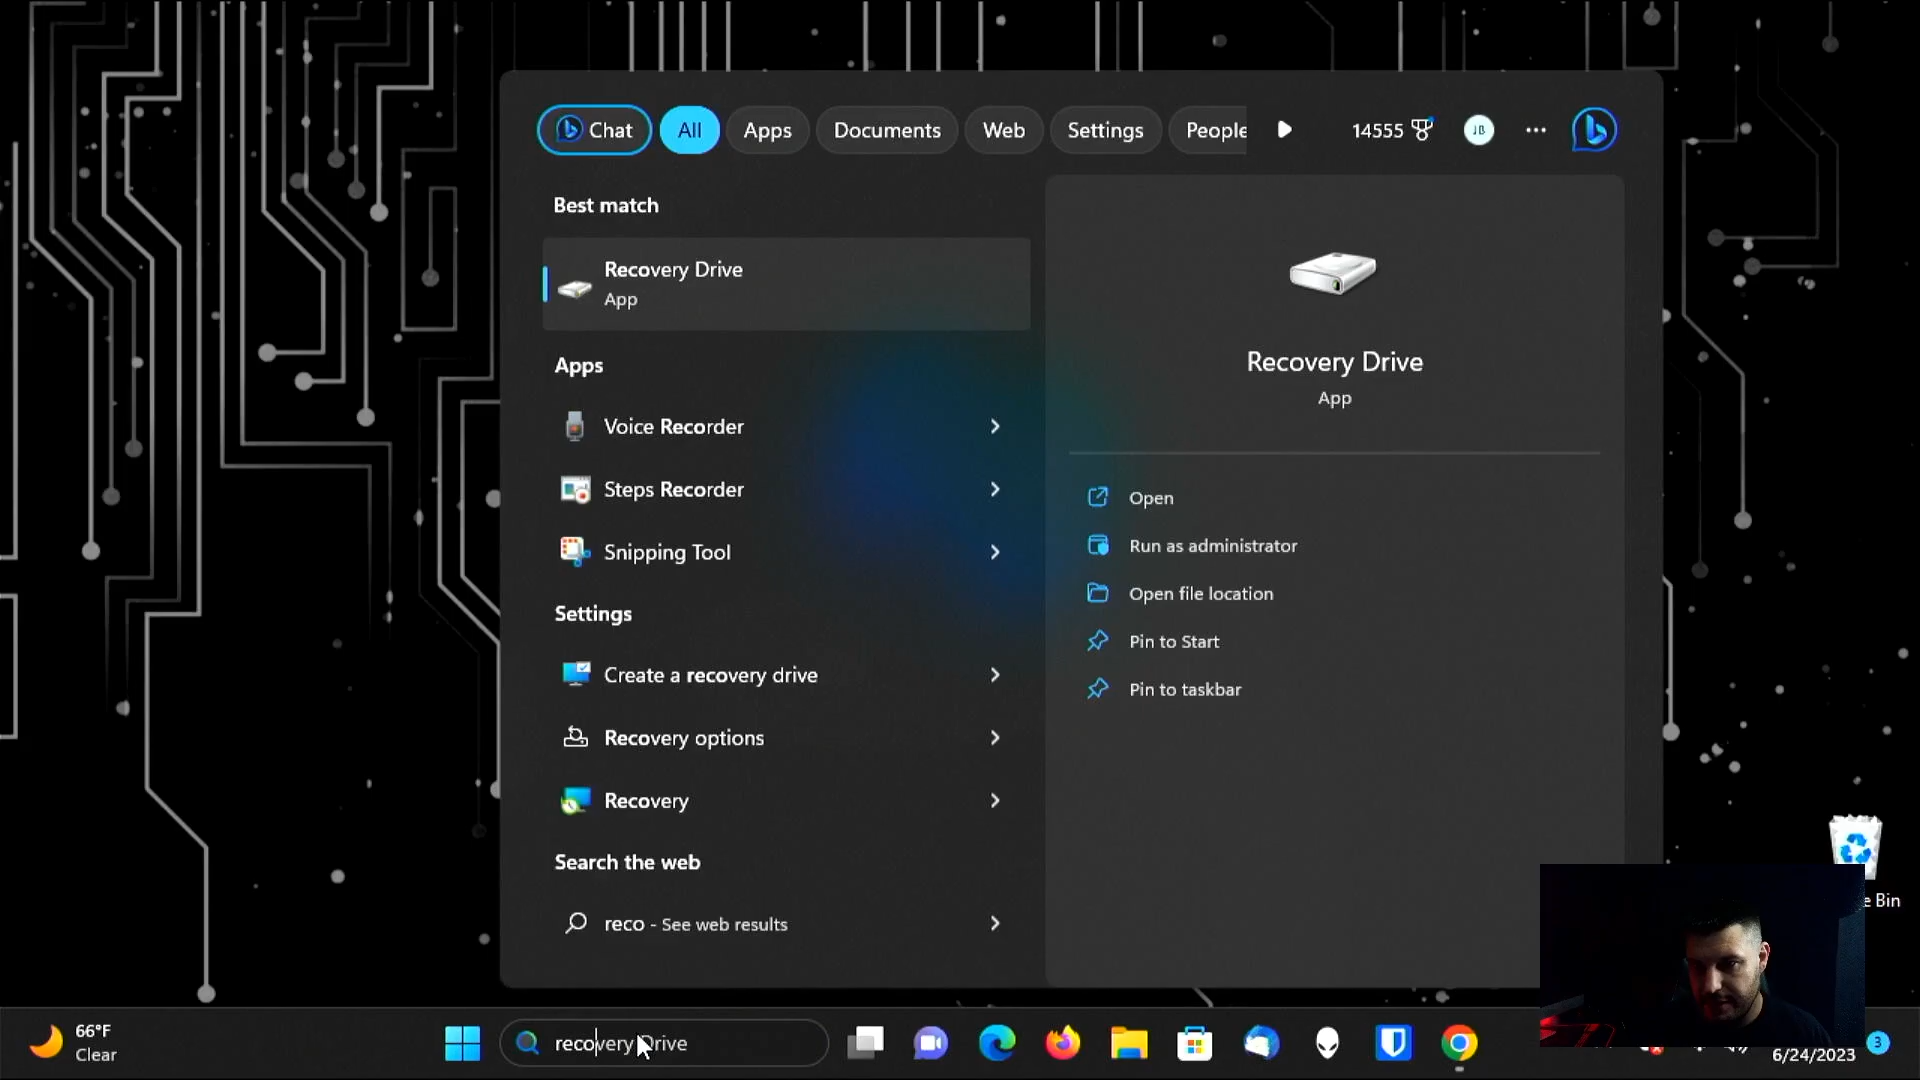 Chat
All
Apps
Documents
Web
Settings
People
14555
JB
Best match
Recovery Drive
App
Apps
Voice Recorder
Steps Recorder
Snipping Tool
Settings
Create a recovery drive
Recovery options
Recovery
Search the web
reco - See web results
Recovery Drive
App
Open
Run as administrator
Open file location
Pin to Start
Pin to taskbar
e Bin
66°F
Clear
recovery Drive
6/24/2023
3